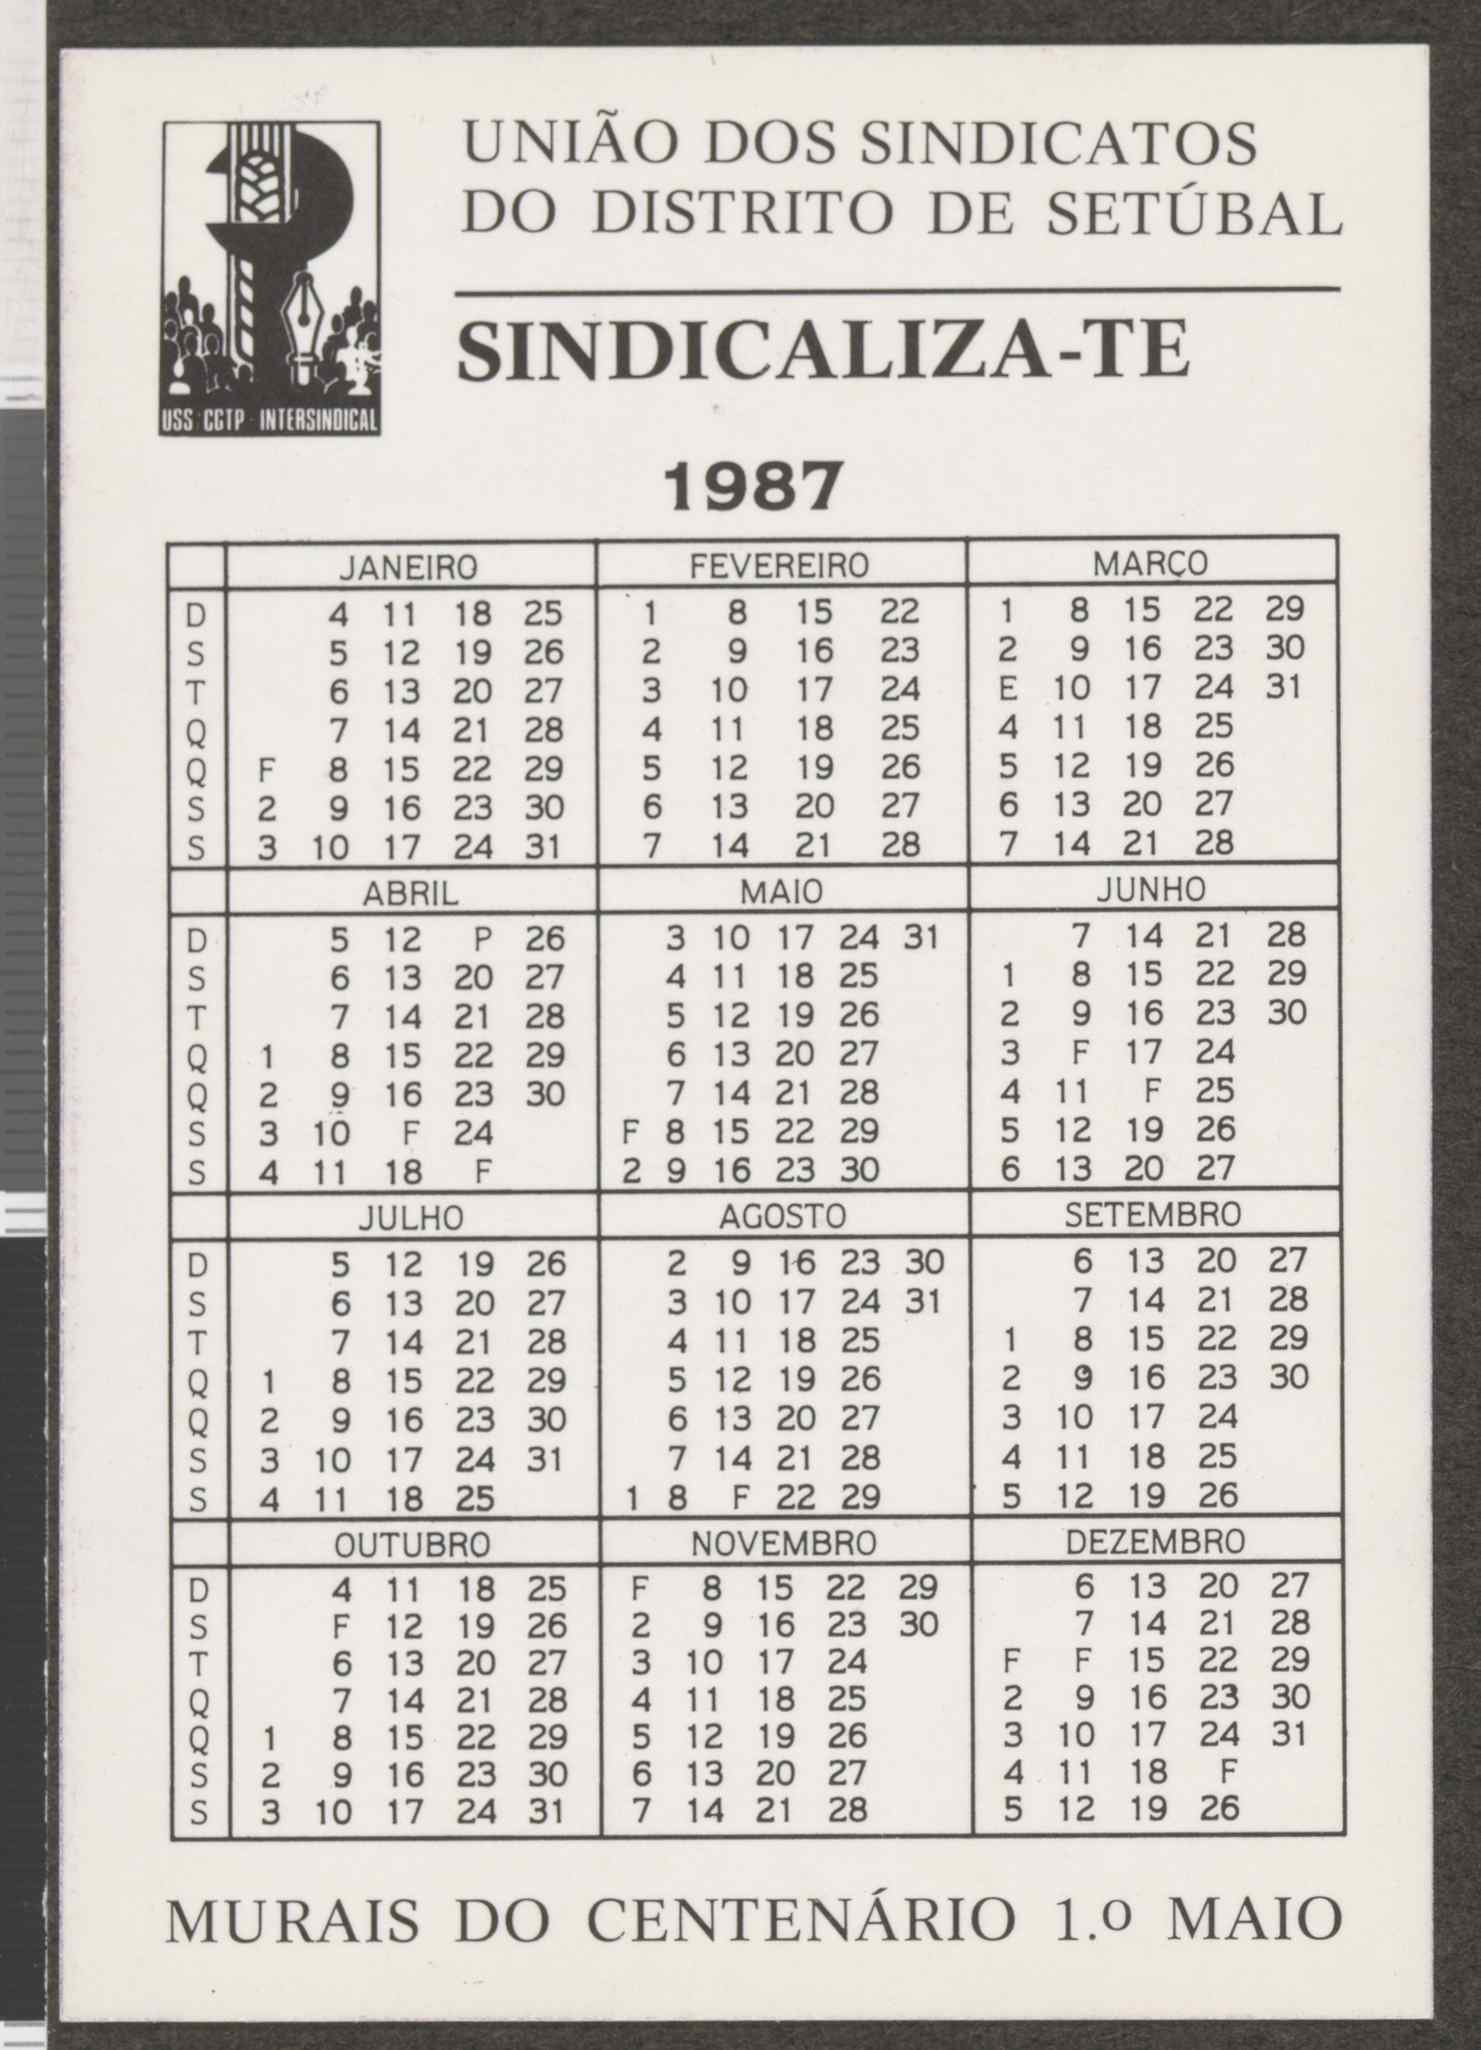 UNIÃO DOS SINDICATOS
DO DISTRITO DE SETÚBAL
SINDICALIZA-TE
USS CGTP - INTERSINDICAL
1987
JANEIRO FEVEREIRO MARÇO
D 4 11 18 25 1 8 15 22 1 8 15 22 29
S 5 12 19 26 2 9 16 23 2 9 16 23 30
T 6 13 20 27 3 10 17 24 E 10 17 24 31
Q 7 14 21 28 4 11 18 25 4 11 18 25
Q F 8 15 22 29 5 12 19 26 5 12 19 26
S 2 9 16 23 30 6 13 20 27 6 13 20 27
S 3 10 17 24 31 7 14 21 28 7 14 21 28
ABRIL MAIO JUNHO
D 5 12 P 26 3 10 17 24 31 7 14 21 28
S 6 13 20 27 4 11 18 25 1 8 15 22 29
T 7 14 21 28 5 12 19 26 2 9 16 23 30
Q 1 8 15 22 29 6 13 20 27 3 F 17 24
Q 2 9 16 23 30 7 14 21 28 4 11 F 25
S 3 10 F 24 F 8 15 22 29 5 12 19 26
S 4 11 18 F 2 9 16 23 30 6 13 20 27
JULHO AGOSTO SETEMBRO
D 5 12 19 26 2 9 16 23 30 6 13 20 27
S 6 13 20 27 3 10 17 24 31 7 14 21 28
T 7 14 21 28 4 11 18 25 1 8 15 22 29
Q 1 8 15 22 29 5 12 19 26 2 9 16 23 30
Q 2 9 16 23 30 6 13 20 27 3 10 17 24
S 3 10 17 24 31 7 14 21 28 4 11 18 25
S 4 11 18 25 1 8 F 22 29 5 12 19 26
OUTUBRO NOVEMBRO DEZEMBRO
D 4 11 18 25 F 8 15 22 29 6 13 20 27
S F 12 19 26 2 9 16 23 30 7 14 21 28
T 6 13 20 27 3 10 17 24 F F 15 22 29
Q 7 14 21 28 4 11 18 25 2 9 16 23 30
Q 1 8 15 22 29 5 12 19 26 3 10 17 24 31
S 2 9 16 23 30 6 13 20 27 4 11 18 F
S 3 10 17 24 31 7 14 21 28 5 12 19 26
MURAIS DO CENTENÁRIO 1.º MAIO